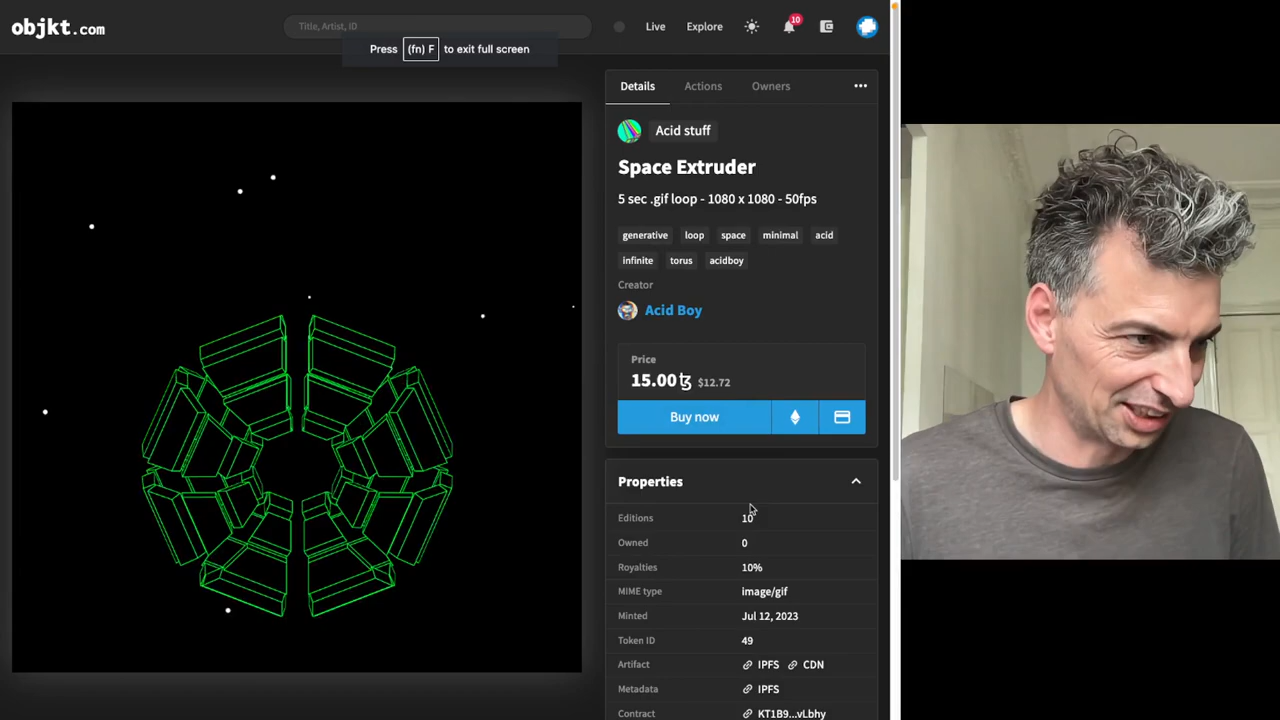 objkt.com
Title, Artist, ID
Live
Explore
10
Press (fn) F to exit full screen
Details
Actions
Owners
Acid stuff
Space Extruder
5 sec .gif loop - 1080 x 1080 - 50fps
generative
loop
space
minimal
acid
infinite
torus
acidboy
Creator
Acid Boy
Price
15.00ꜩ $12.72
Buy now
Properties
Editions 10
Owned 0
Royalties 10%
MIME type image/gif
Minted Jul 12, 2023
Token ID 49
Artifact IPFS CDN
Metadata IPFS
Contract KT1B9...vLbhy